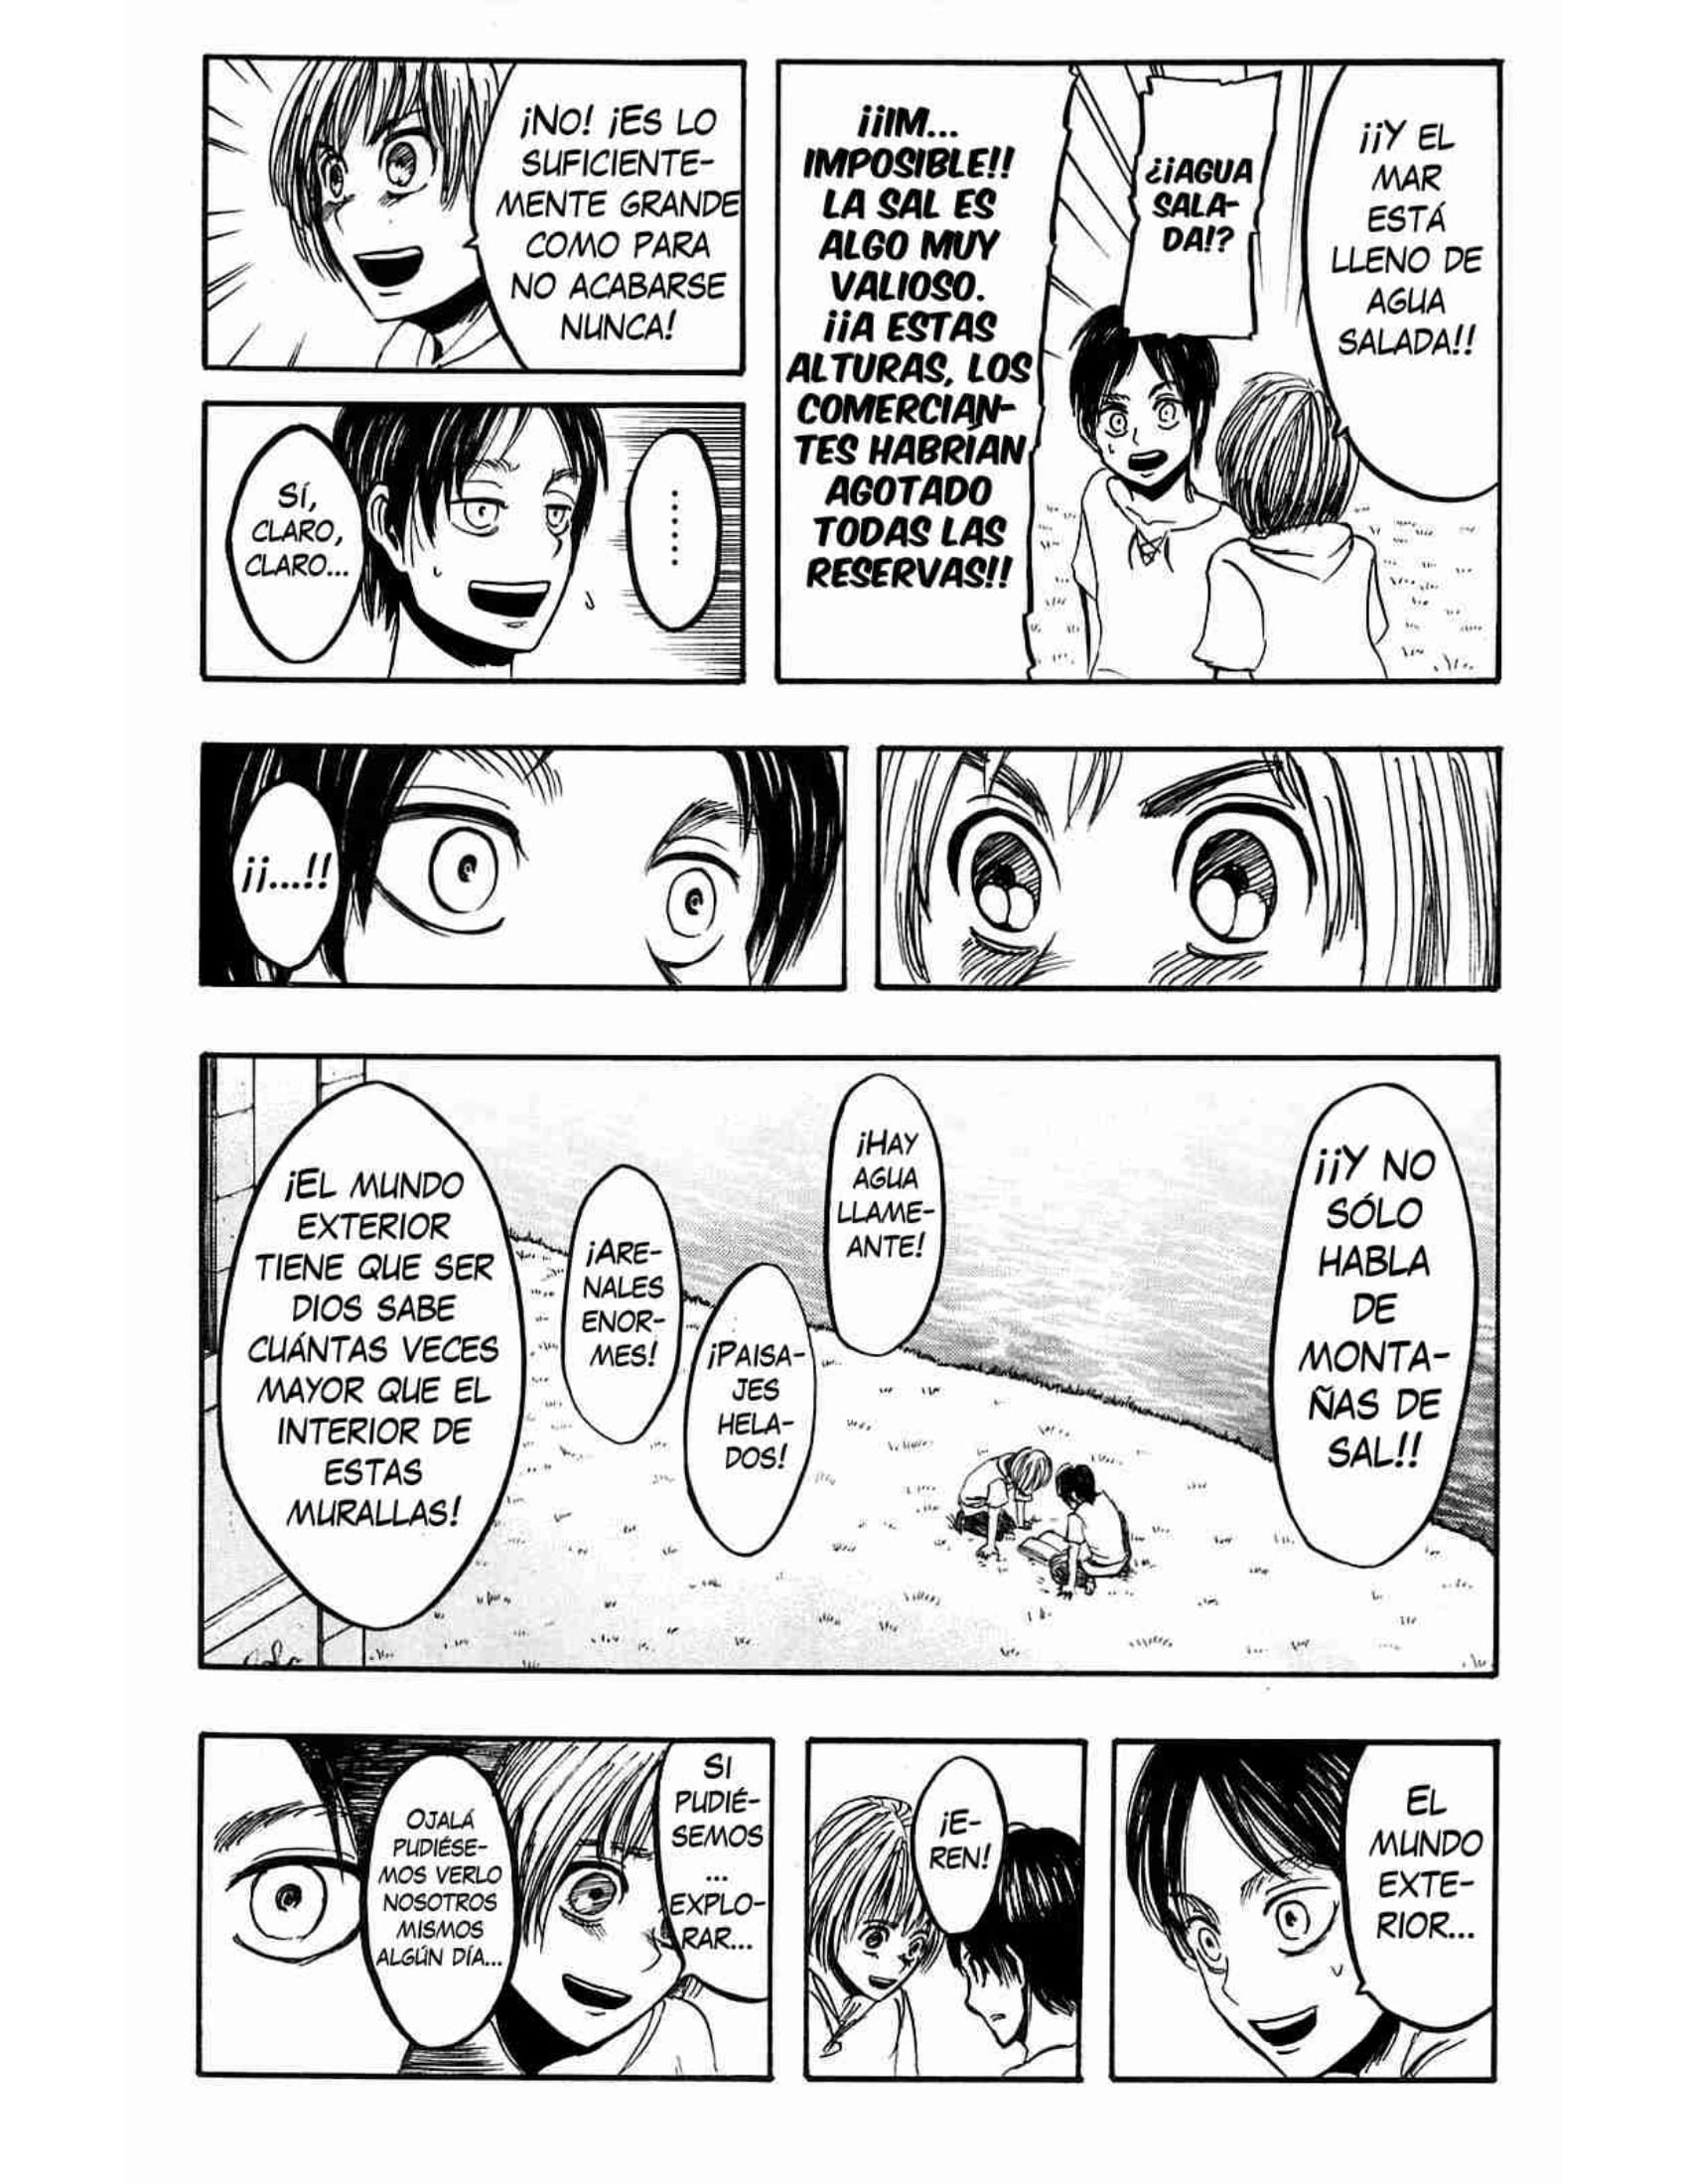 ¡¡Y EL
MAR
ESTÁ
LLENO DE
AGUA
SALADA!!
¿¡AGUA
SALA-
DA!?
¡¡IM...
IMPOSIBLE!!
LA SAL ES
ALGO MUY
VALIOSO.
¡¡A ESTAS
ALTURAS, LOS
COMERCIAN-
TES HABRÍAN
AGOTADO
TODAS LAS
RESERVAS!!
¡NO! ¡ES LO
SUFICIENTE-
MENTE GRANDE
COMO PARA
NO ACABARSE
NUNCA!
......
SÍ,
CLARO,
CLARO...
¡¡...!!
¡¡Y NO
SÓLO
HABLA
DE
MONTA-
ÑAS DE
SAL!!
¡HAY
AGUA
LLAME-
ANTE!
¡PAISA-
JES
HELA-
DOS!
¡ARE-
NALES
ENOR-
MES!
¡EL MUNDO
EXTERIOR
TIENE QUE SER
DIOS SABE
CUÁNTAS VECES
MAYOR QUE EL
INTERIOR DE
ESTAS
MURALLAS!
EL
MUNDO
EXTE-
RIOR...
¡E-
REN!
SI
PUDIÉ-
SEMOS
...
EXPLO-
RAR...
OJALÁ
PUDIÉSE-
MOS VERLO
NOSOTROS
MISMOS
ALGÚN DÍA...